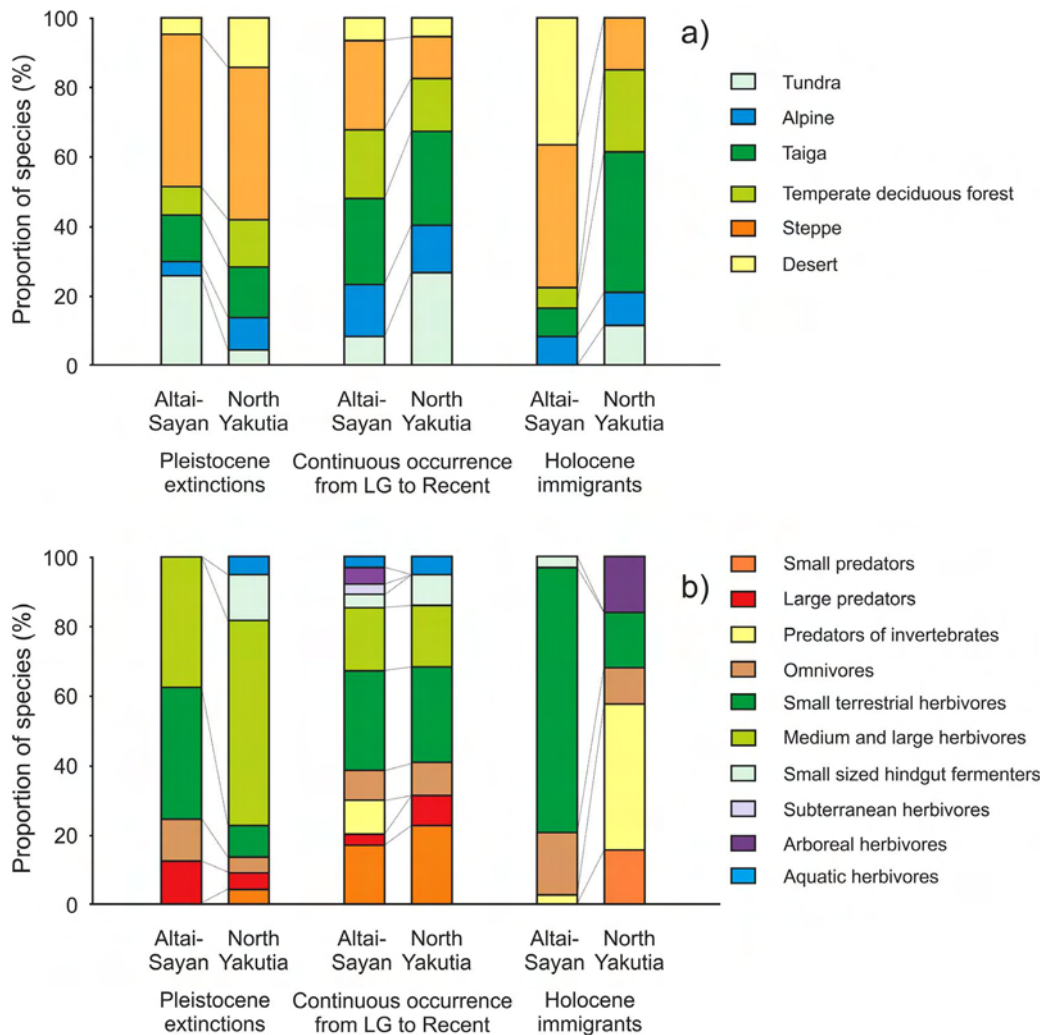 a)
Proportion of species (%)
100
80
60
40
20
0
Tundra
Alpine
Taiga
Temperate deciduous forest
Steppe
Desert
Altai-
Sayan
North
Yakutia
Altai-
Sayan
North
Yakutia
Altai-
Sayan
North
Yakutia
Pleistocene
extinctions
Continuous occurrence
from LG to Recent
Holocene
immigrants
b)
Proportion of species (%)
100
80
60
40
20
0
Small predators
Large predators
Predators of invertebrates
Omnivores
Small terrestrial herbivores
Medium and large herbivores
Small sized hindgut fermenters
Subterranean herbivores
Arboreal herbivores
Aquatic herbivores
Altai-
Sayan
North
Yakutia
Altai-
Sayan
North
Yakutia
Altai-
Sayan
North
Yakutia
Pleistocene
extinctions
Continuous occurrence
from LG to Recent
Holocene
immigrants